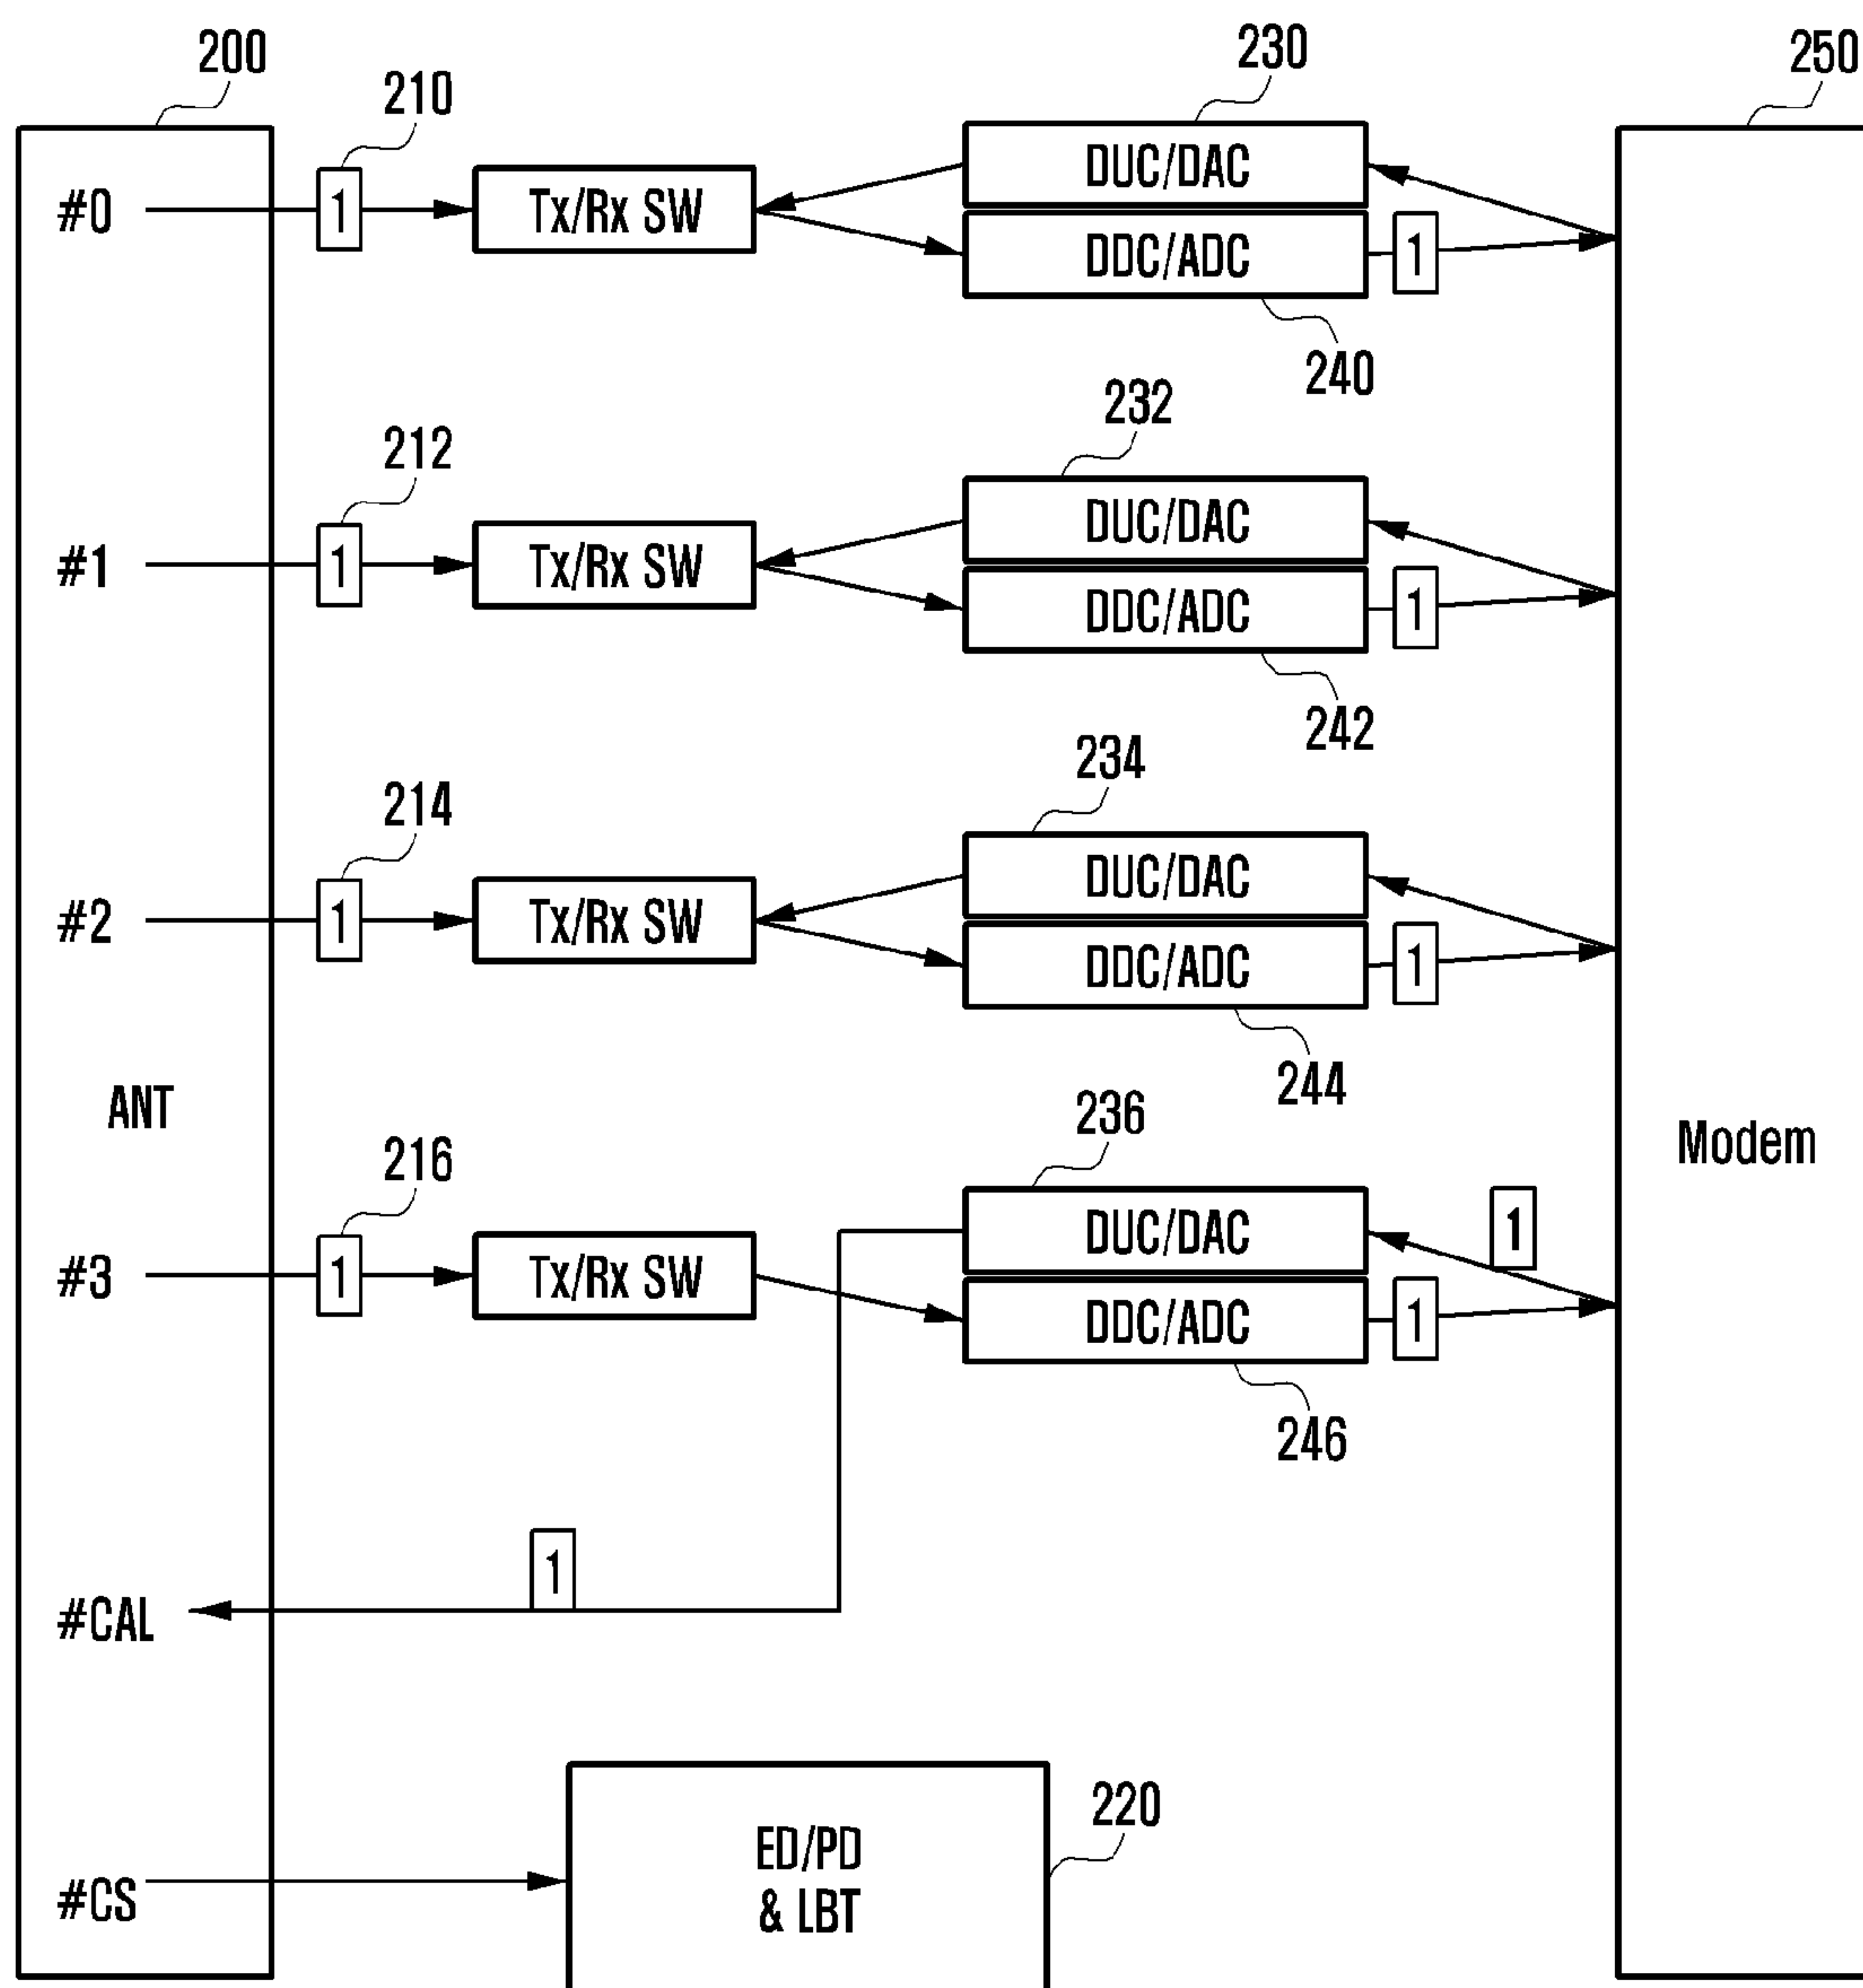 200
230
250
210
#0
1
Tx/Rx SW
DUC/DAC
DDC/ADC
1
240
232
212
#1
1
Tx/Rx SW
DUC/DAC
DDC/ADC
1
242
234
214
#2
1
Tx/Rx SW
DUC/DAC
DDC/ADC
1
244
ANT
236
Modem
216
#3
1
Tx/Rx SW
DUC/DAC
1
DDC/ADC
1
246
1
#CAL
220
#CS
ED/PD
& LBT